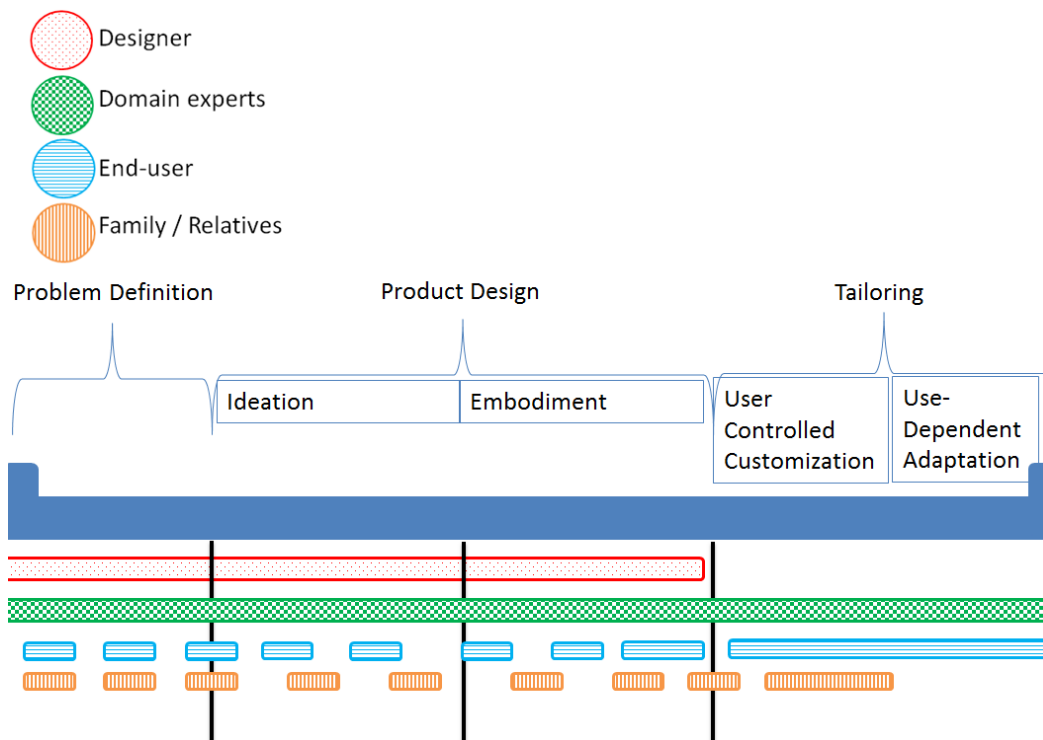 Designer
Domain experts
End-user
Family / Relatives
Problem Definition
Product Design
Tailoring
Ideation
Embodiment
User
Controlled
Customization
Use-
Dependent
Adaptation